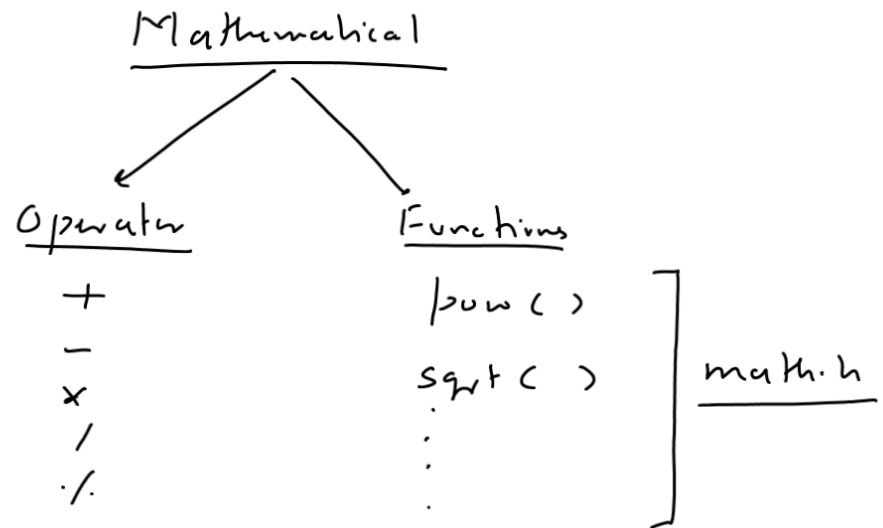 Mathematical
Operator
+
-
×
/
%
Functions
pow ( )
sqrt ( )
math.h